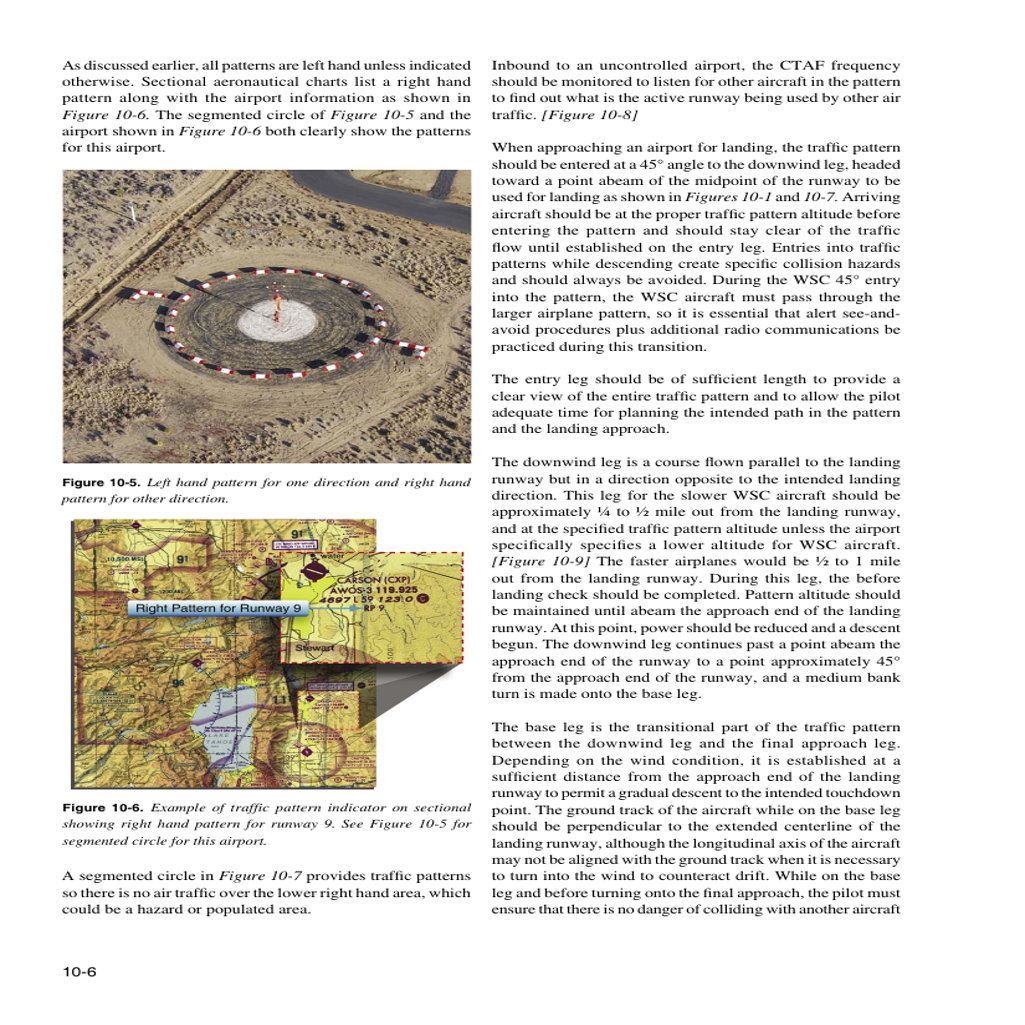 As discussed earlier, all patterns are left hand unless indicated
otherwise. Sectional aeronautical charts list a right hand
pattern along with the airport information as shown in
Figure 10-6. The segmented circle of Figure 10-5 and the
airport shown in Figure 10-6 both clearly show the patterns
for this airport.
Figure 10-5. Left hand pattern for one direction and right hand
pattern for other direction.
water
CARSON (CXP)
AWOS-3 119.925
4697 L 59 123.0 C
RP 9
Right Pattern for Runway 9
Stewart
LAKE
TAHOE
Figure 10-6. Example of traffic pattern indicator on sectional
showing right hand pattern for runway 9. See Figure 10-5 for
segmented circle for this airport.
A segmented circle in Figure 10-7 provides traffic patterns
so there is no air traffic over the lower right hand area, which
could be a hazard or populated area.
Inbound to an uncontrolled airport, the CTAF frequency
should be monitored to listen for other aircraft in the pattern
to find out what is the active runway being used by other air
traffic. [Figure 10-8]
When approaching an airport for landing, the traffic pattern
should be entered at a 45° angle to the downwind leg, headed
toward a point abeam of the midpoint of the runway to be
used for landing as shown in Figures 10-1 and 10-7. Arriving
aircraft should be at the proper traffic pattern altitude before
entering the pattern and should stay clear of the traffic
flow until established on the entry leg. Entries into traffic
patterns while descending create specific collision hazards
and should always be avoided. During the WSC 45° entry
into the pattern, the WSC aircraft must pass through the
larger airplane pattern, so it is essential that alert see-and-
avoid procedures plus additional radio communications be
practiced during this transition.
The entry leg should be of sufficient length to provide a
clear view of the entire traffic pattern and to allow the pilot
adequate time for planning the intended path in the pattern
and the landing approach.
The downwind leg is a course flown parallel to the landing
runway but in a direction opposite to the intended landing
direction. This leg for the slower WSC aircraft should be
approximately ¼ to ½ mile out from the landing runway,
and at the specified traffic pattern altitude unless the airport
specifically specifies a lower altitude for WSC aircraft.
[Figure 10-9] The faster airplanes would be ½ to 1 mile
out from the landing runway. During this leg, the before
landing check should be completed. Pattern altitude should
be maintained until abeam the approach end of the landing
runway. At this point, power should be reduced and a descent
begun. The downwind leg continues past a point abeam the
approach end of the runway to a point approximately 45°
from the approach end of the runway, and a medium bank
turn is made onto the base leg.
The base leg is the transitional part of the traffic pattern
between the downwind leg and the final approach leg.
Depending on the wind condition, it is established at a
sufficient distance from the approach end of the landing
runway to permit a gradual descent to the intended touchdown
point. The ground track of the aircraft while on the base leg
should be perpendicular to the extended centerline of the
landing runway, although the longitudinal axis of the aircraft
may not be aligned with the ground track when it is necessary
to turn into the wind to counteract drift. While on the base
leg and before turning onto the final approach, the pilot must
ensure that there is no danger of colliding with another aircraft
10-6